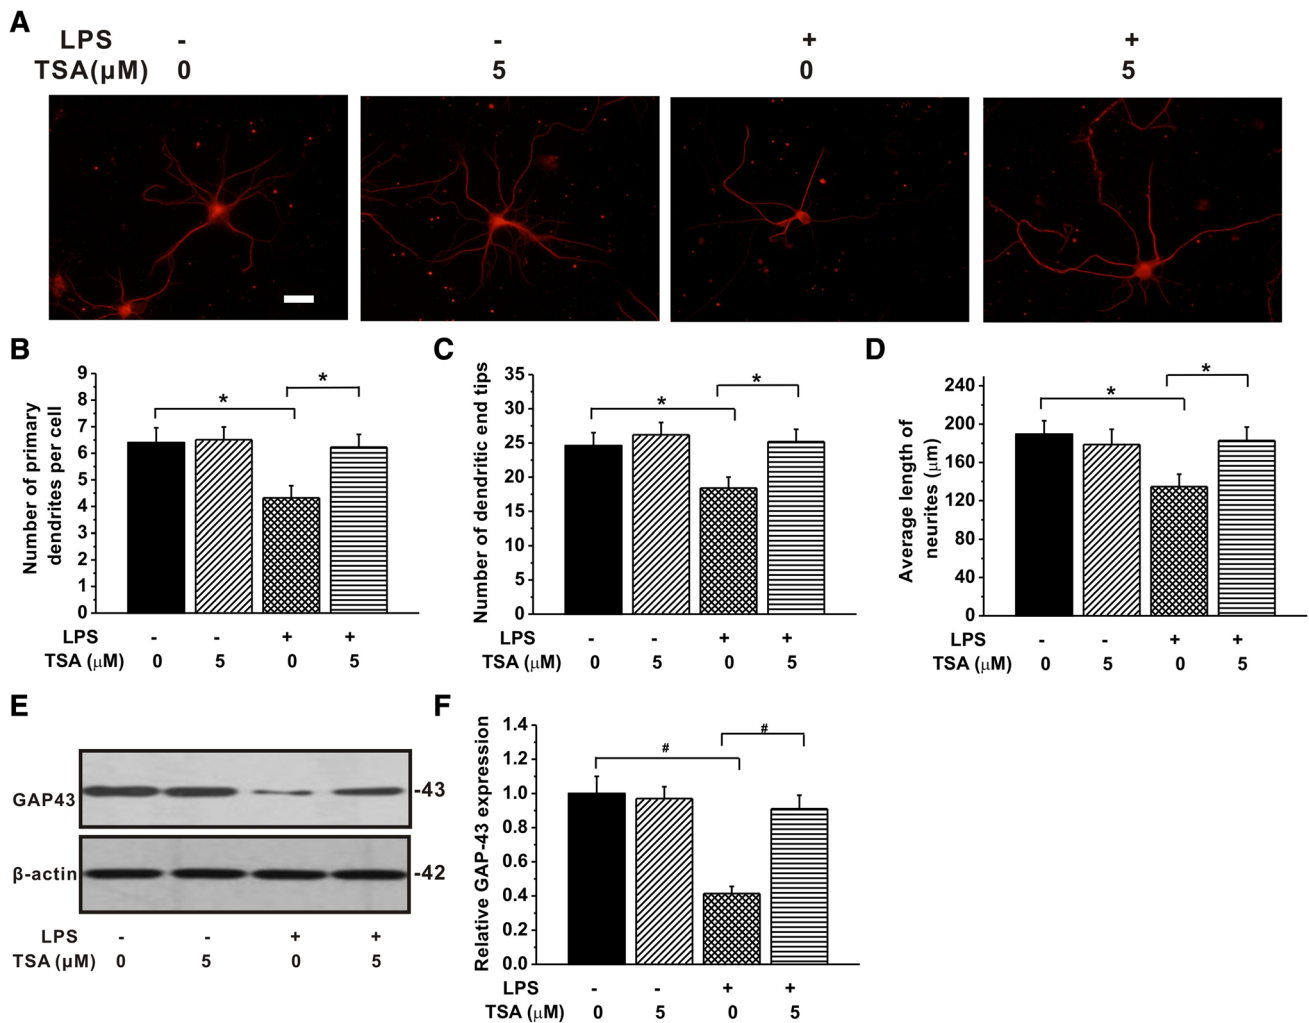 A
LPS - - + +
TSA(μM) 0 5 0 5
B
Number of primary
dendrites per cell
9
8
7
6
5
4
3
2
1
0
* *
LPS - - + +
TSA (μM) 0 5 0 5
C
Number of dendritic end tips
35
30
25
20
15
10
5
0
* *
LPS - - + +
TSA (μM) 0 5 0 5
D
Average length of
neurites (μm)
240
200
160
120
80
40
0
* *
LPS - - + +
TSA (μM) 0 5 0 5
E
GAP43 -43
β-actin -42
LPS - - + +
TSA (μM) 0 5 0 5
F
Relative GAP-43 expression
1.4
1.2
1.0
0.8
0.6
0.4
0.2
0.0
# #
LPS - - + +
TSA (μM) 0 5 0 5